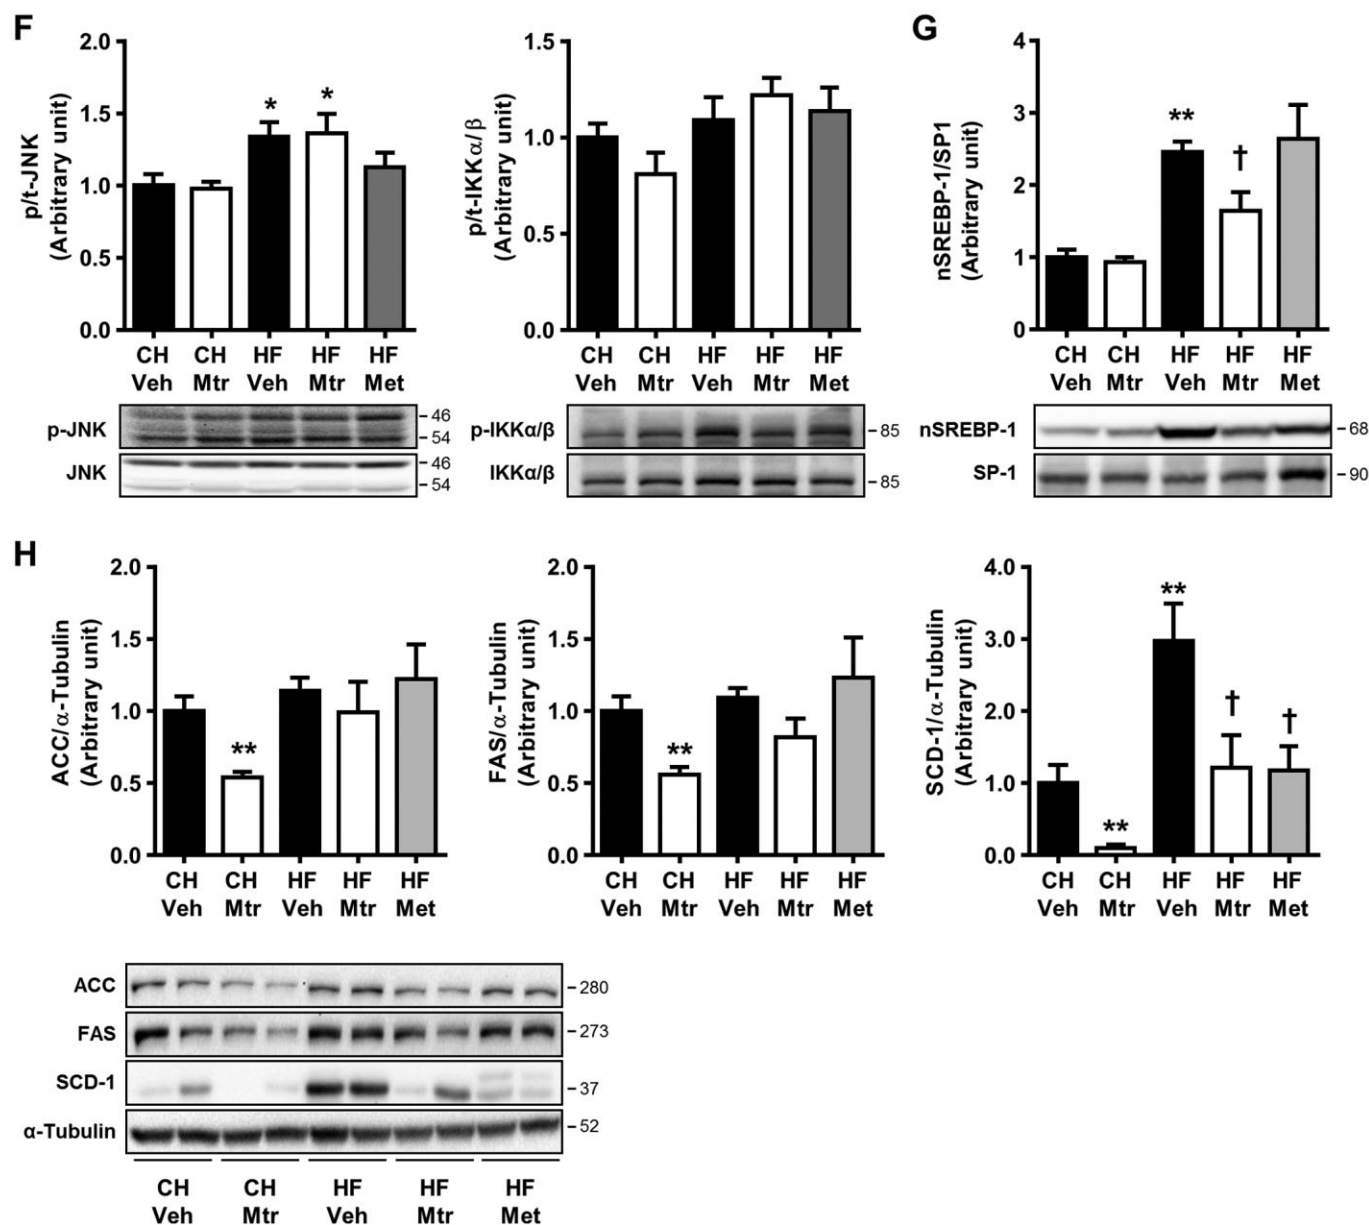 F
p/t-JNK
(Arbitrary unit)
2.0
1.5
1.0
0.5
0.0
*
*
CH
Veh
CH
Mtr
HF
Veh
HF
Mtr
HF
Met
p-JNK
46
54
JNK
46
54
p/t-IKKα/β
(Arbitrary unit)
1.5
1.0
0.5
0.0
CH
Veh
CH
Mtr
HF
Veh
HF
Mtr
HF
Met
p-IKKα/β
85
IKKα/β
85
G
nSREBP-1/SP1
(Arbitrary unit)
4
3
2
1
0
**
†
CH
Veh
CH
Mtr
HF
Veh
HF
Mtr
HF
Met
nSREBP-1
68
SP-1
90
H
ACC/α-Tubulin
(Arbitrary unit)
2.0
1.5
1.0
0.5
0.0
**
CH
Veh
CH
Mtr
HF
Veh
HF
Mtr
HF
Met
FAS/α-Tubulin
(Arbitrary unit)
2.0
1.5
1.0
0.5
0.0
**
CH
Veh
CH
Mtr
HF
Veh
HF
Mtr
HF
Met
SCD-1/α-Tubulin
(Arbitrary unit)
4.0
3.0
2.0
1.0
0.0
**
**
†
†
CH
Veh
CH
Mtr
HF
Veh
HF
Mtr
HF
Met
ACC
280
FAS
273
SCD-1
37
α-Tubulin
52
CH
Veh
CH
Mtr
HF
Veh
HF
Mtr
HF
Met